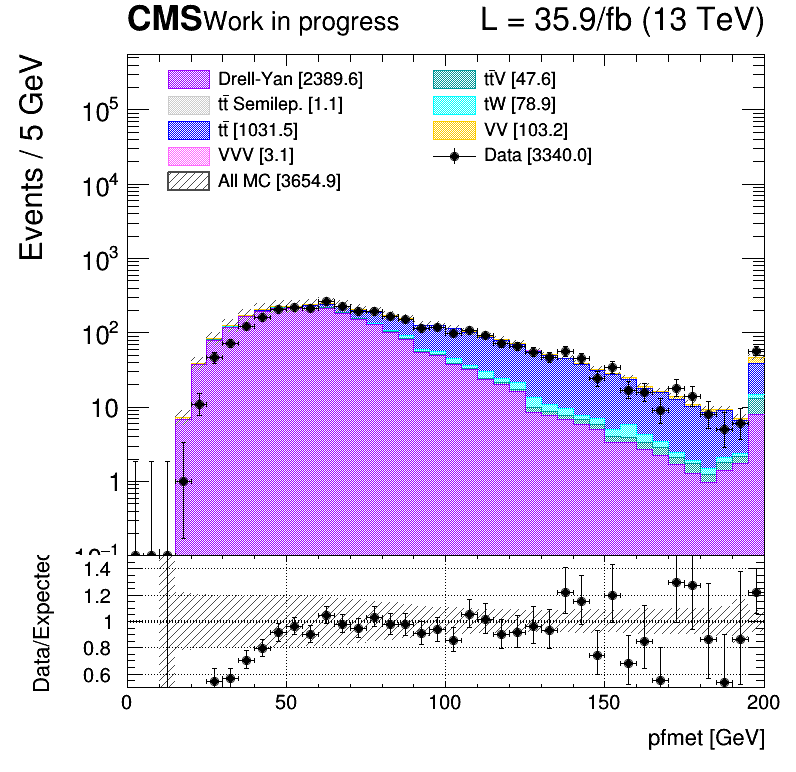 CMS Work in progress L = 35.9/fb (13 TeV)
Events / 5 GeV
Drell-Yan [2389.6]
tt̄ Semilep. [1.1]
tt̄ [1031.5]
VVV [3.1]
All MC [3654.9]
tt̄V [47.6]
tW [78.9]
VV [103.2]
Data [3340.0]
10⁵
10⁴
10³
10²
10
1
10⁻¹
Data/Expected
1.4
1.2
1
0.8
0.6
0 50 100 150 200
pfmet [GeV]